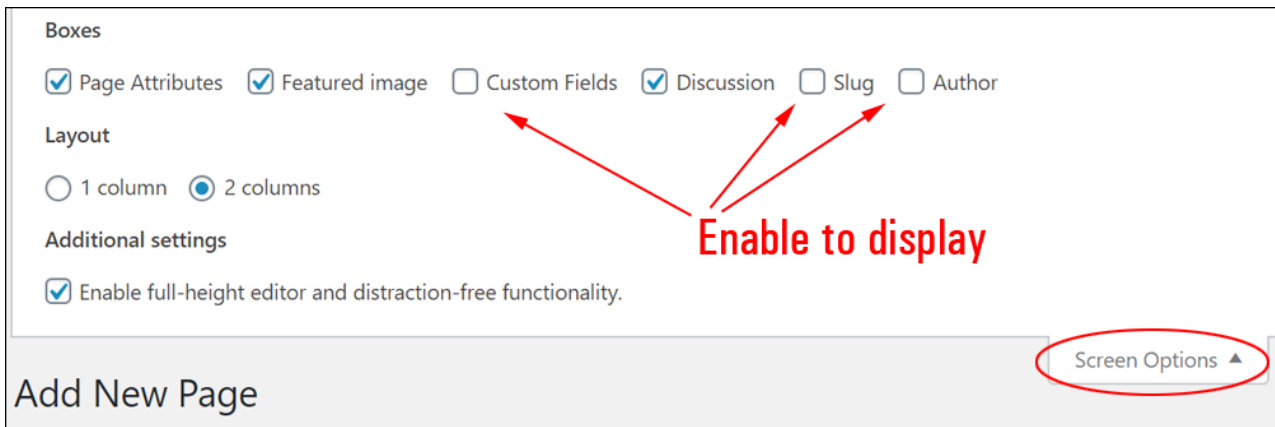 Boxes
Page Attributes Featured image Custom Fields Discussion Slug Author
Layout
1 column 2 columns
Enable to display
Additional settings
Enable full-height editor and distraction-free functionality.
Screen Options
Add New Page